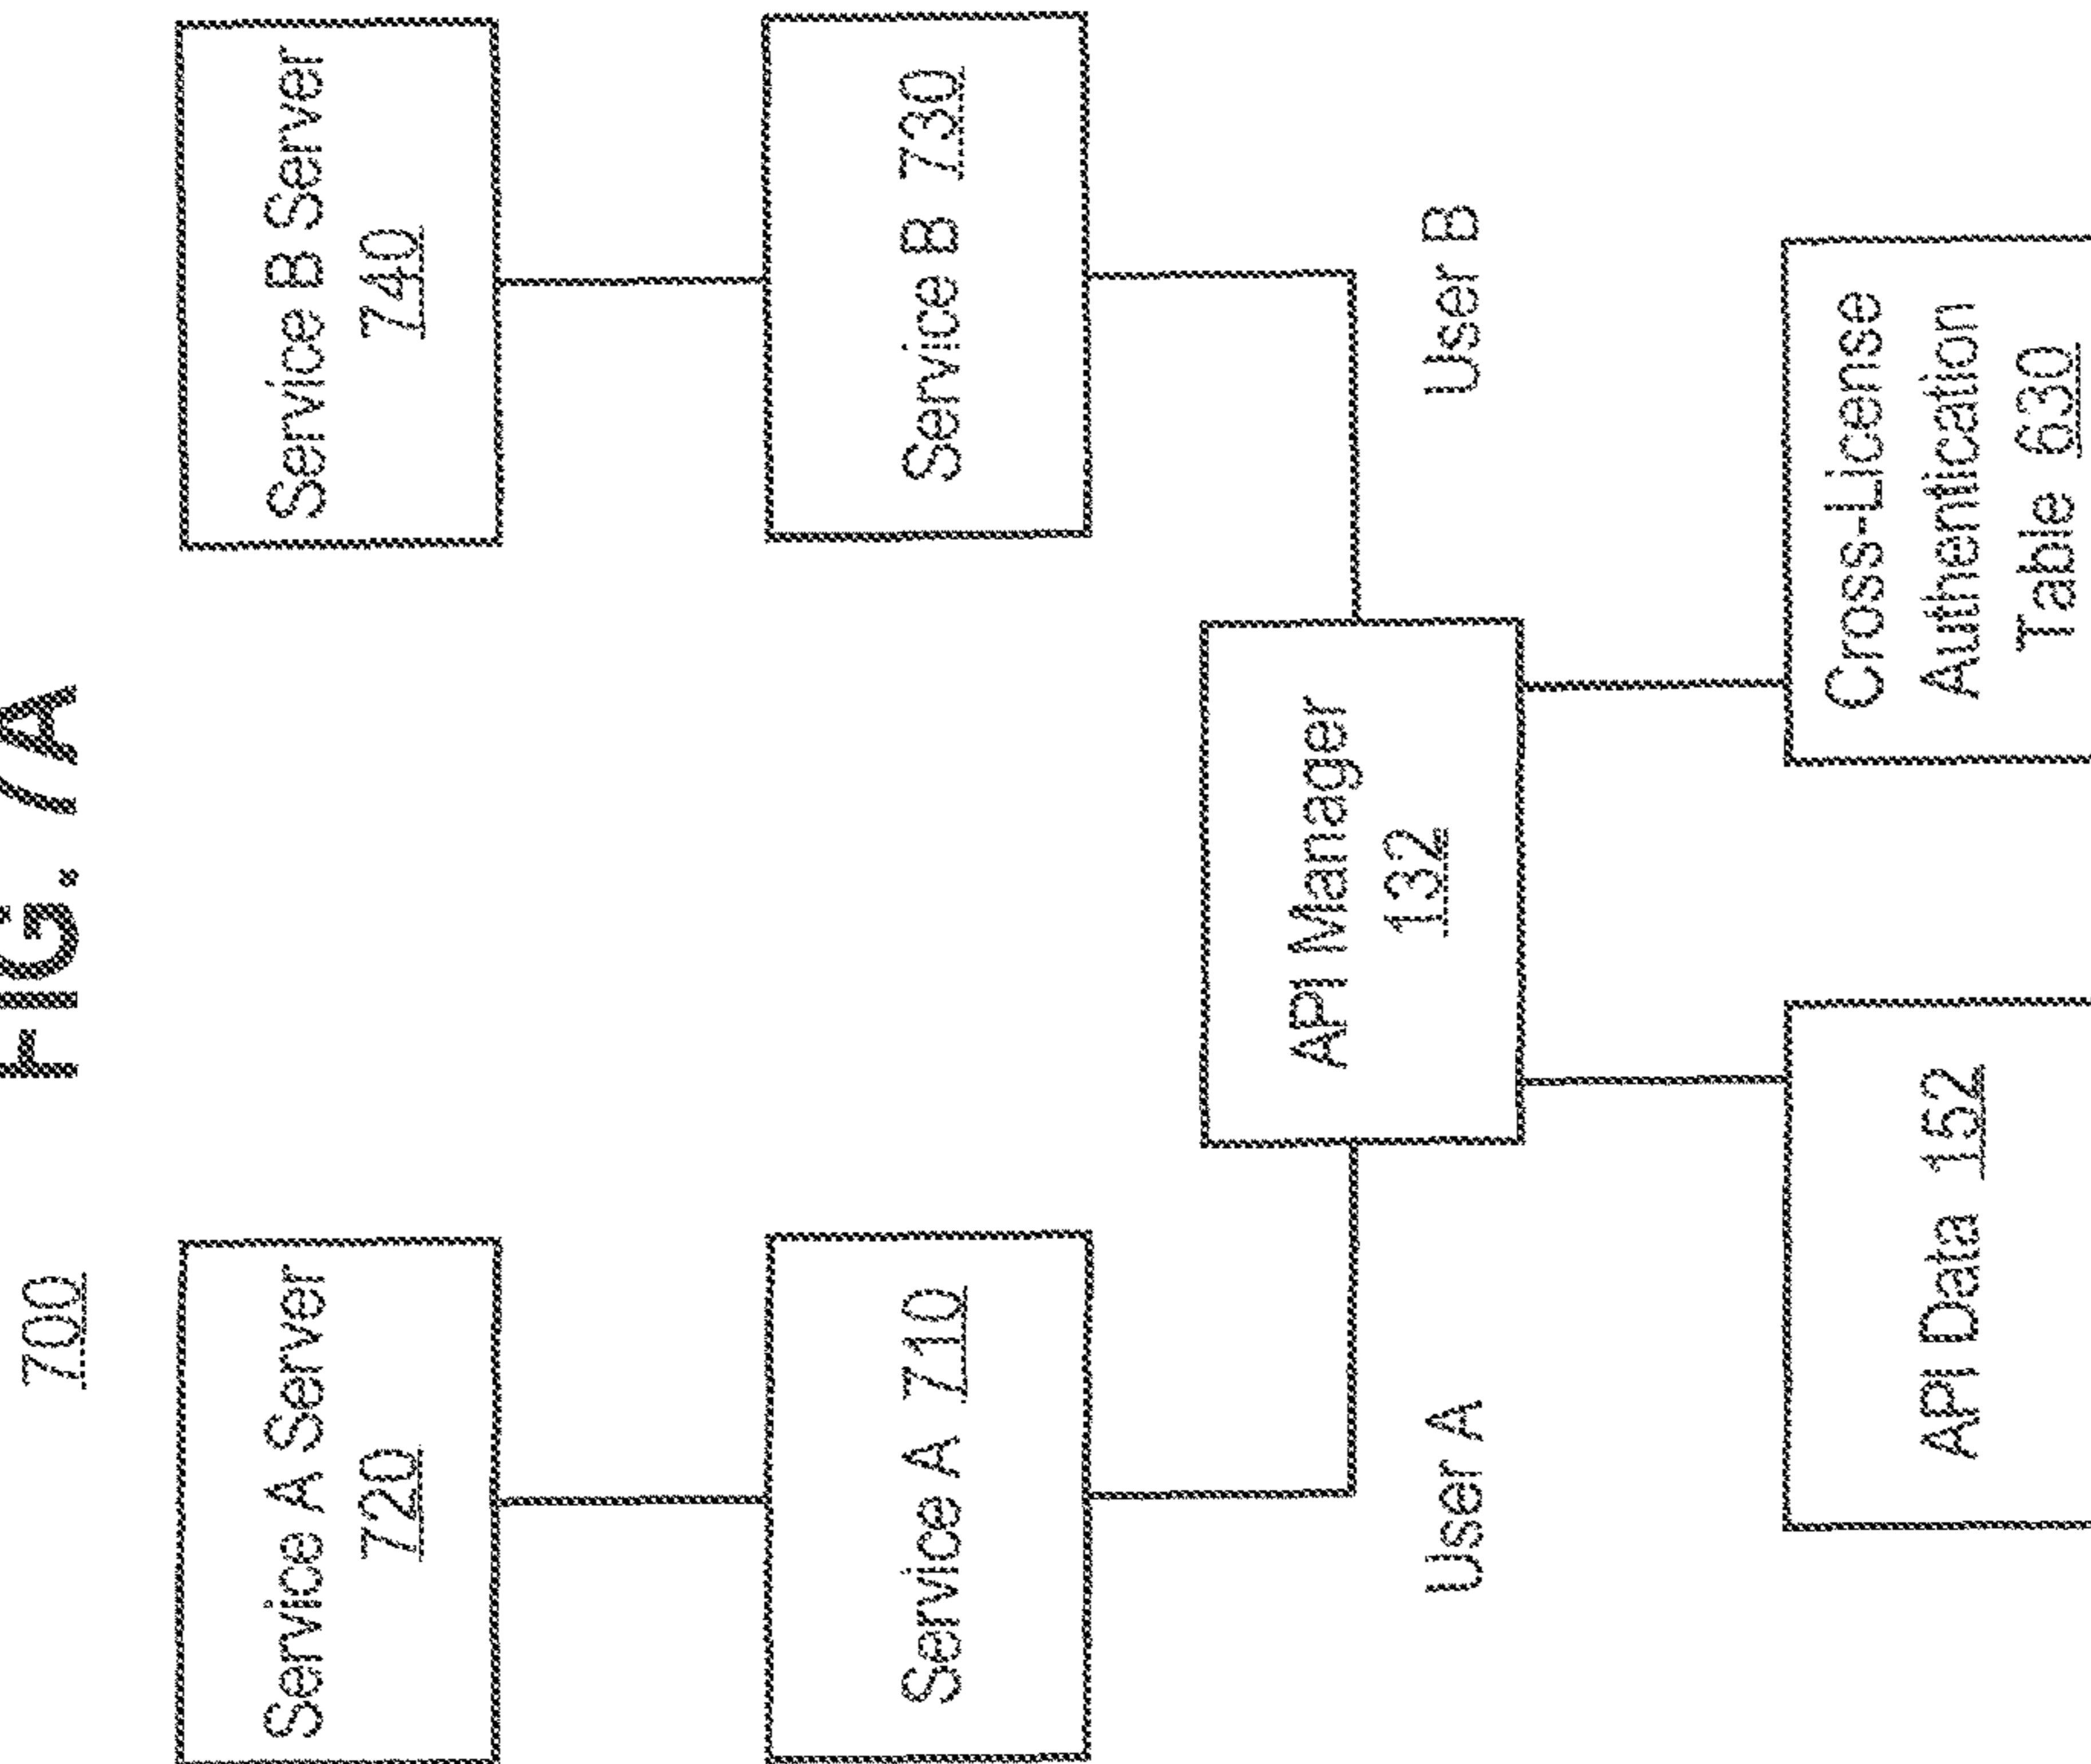 FIG. 7A
700
Service A Server
720
Service B Server
740
Service A 710
Service B 730
API Manager
132
User A
User B
API Data 152
Cross-License
Authentication
Table 630